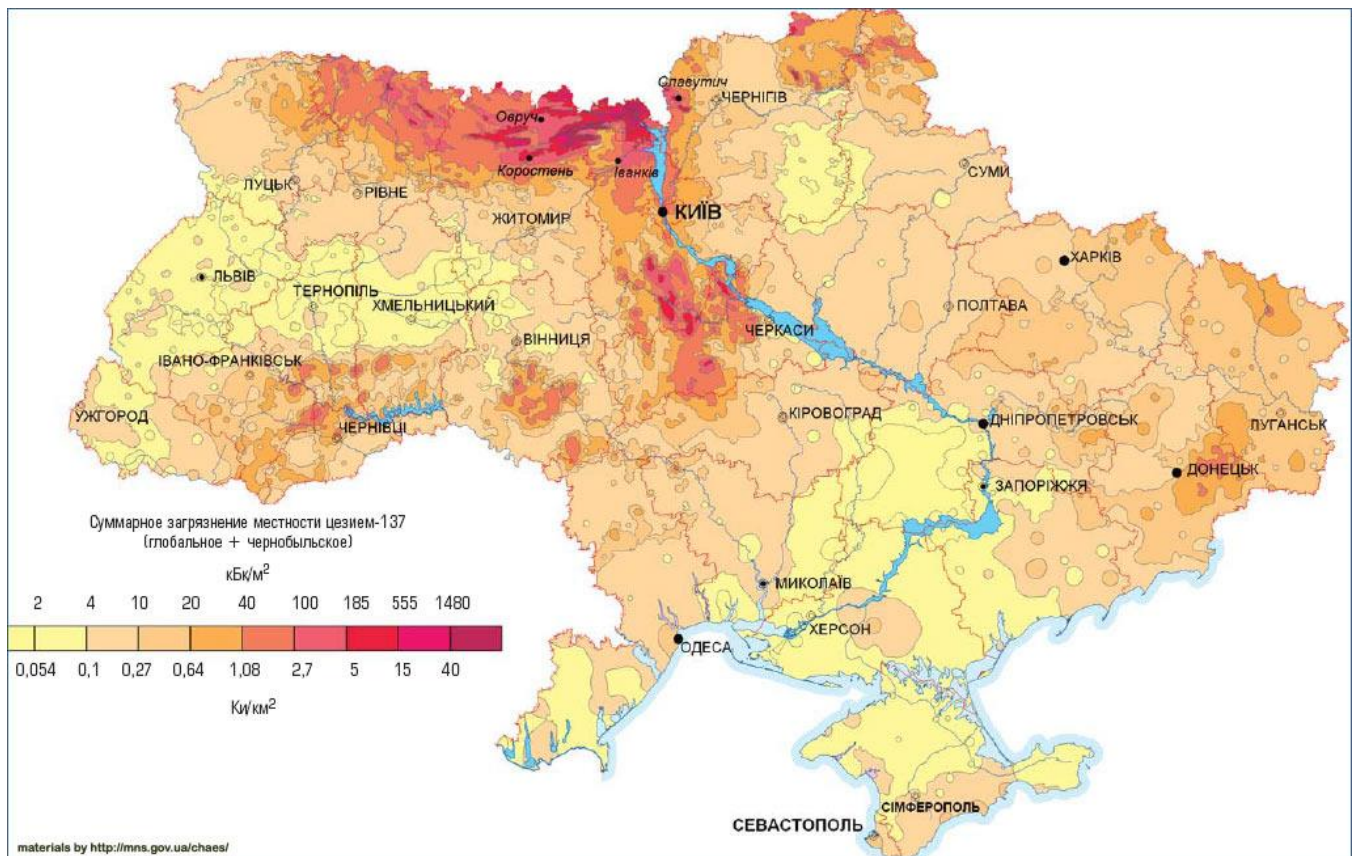 Славутич
ЧЕРНІГІВ
Овруч
Коростень
Іванків
СУМИ
ЛУЦЬК
РІВНЕ
ЖИТОМИР
КИЇВ
ХАРКІВ
ЛЬВІВ
ТЕРНОПІЛЬ
ХМЕЛЬНИЦЬКИЙ
ПОЛТАВА
ЧЕРКАСИ
ВІННИЦЯ
ІВАНО-ФРАНКІВСЬК
УЖГОРОД
ЧЕРНІВЦІ
КІРОВОГРАД
ДНІПРОПЕТРОВСЬК
ЛУГАНСЬК
ДОНЕЦЬК
ЗАПОРІЖЖЯ
Суммарное загрязнение местности цезием-137
(глобальное + чернобыльское)
кБк/м²
2 4 10 20 40 100 185 555 1480
0,054 0,1 0,27 0,64 1,08 2,7 5 15 40
Ки/км²
МИКОЛАЇВ
ХЕРСОН
ОДЕСА
СІМФЕРОПОЛЬ
СЕВАСТОПОЛЬ
materials by http://mns.gov.ua/chaes/